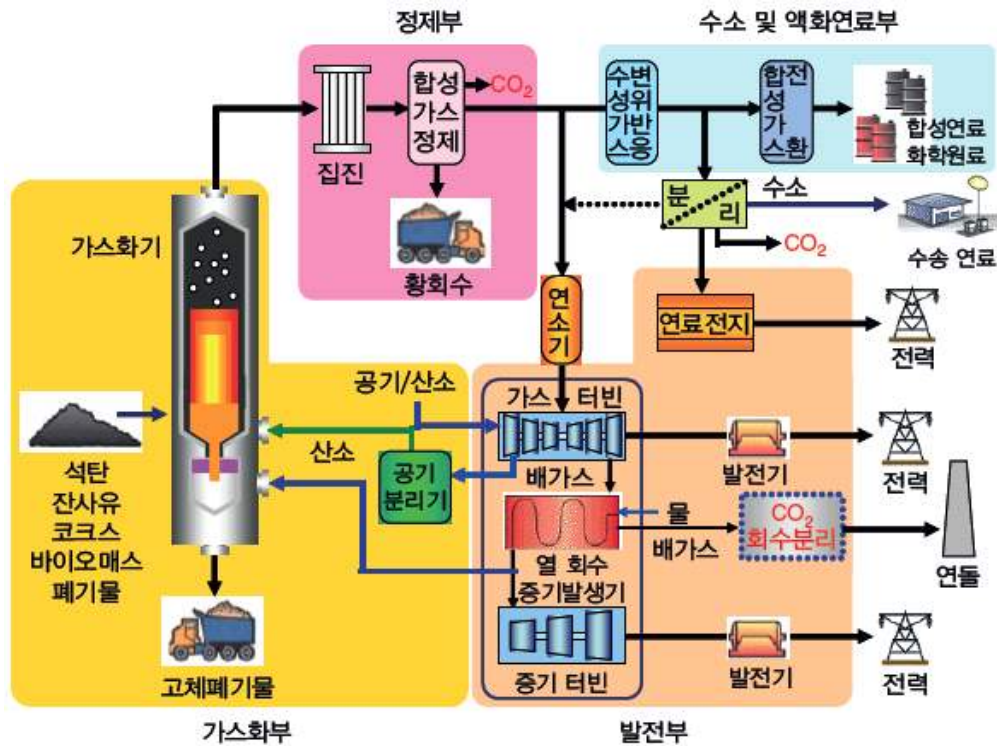 정제부
수소 및 액화연료부
집진
합성
가스
정제
CO₂
황회수
수변
성위
가반
스응
합전
성
가
스환
합성연료
화학원료
분
리
수소
수송 연료
CO₂
연료전지
전력
연
소
기
가스화기
석탄
잔사유
코크스
바이오매스
폐기물
고체폐기물
가스화부
공기/산소
산소
공기
분리기
가스 터빈
배가스
발전기
전력
물
배가스
열 회수
증기발생기
CO₂
회수분리
연돌
증기 터빈
발전기
전력
발전부